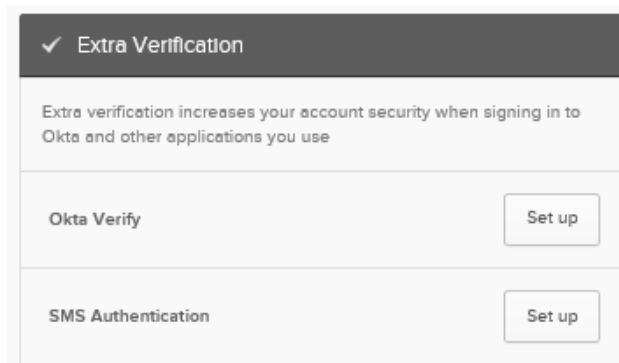 Extra Verification
Extra verification increases your account security when signing in to
Okta and other applications you use
Okta Verify
Set up
SMS Authentication
Set up